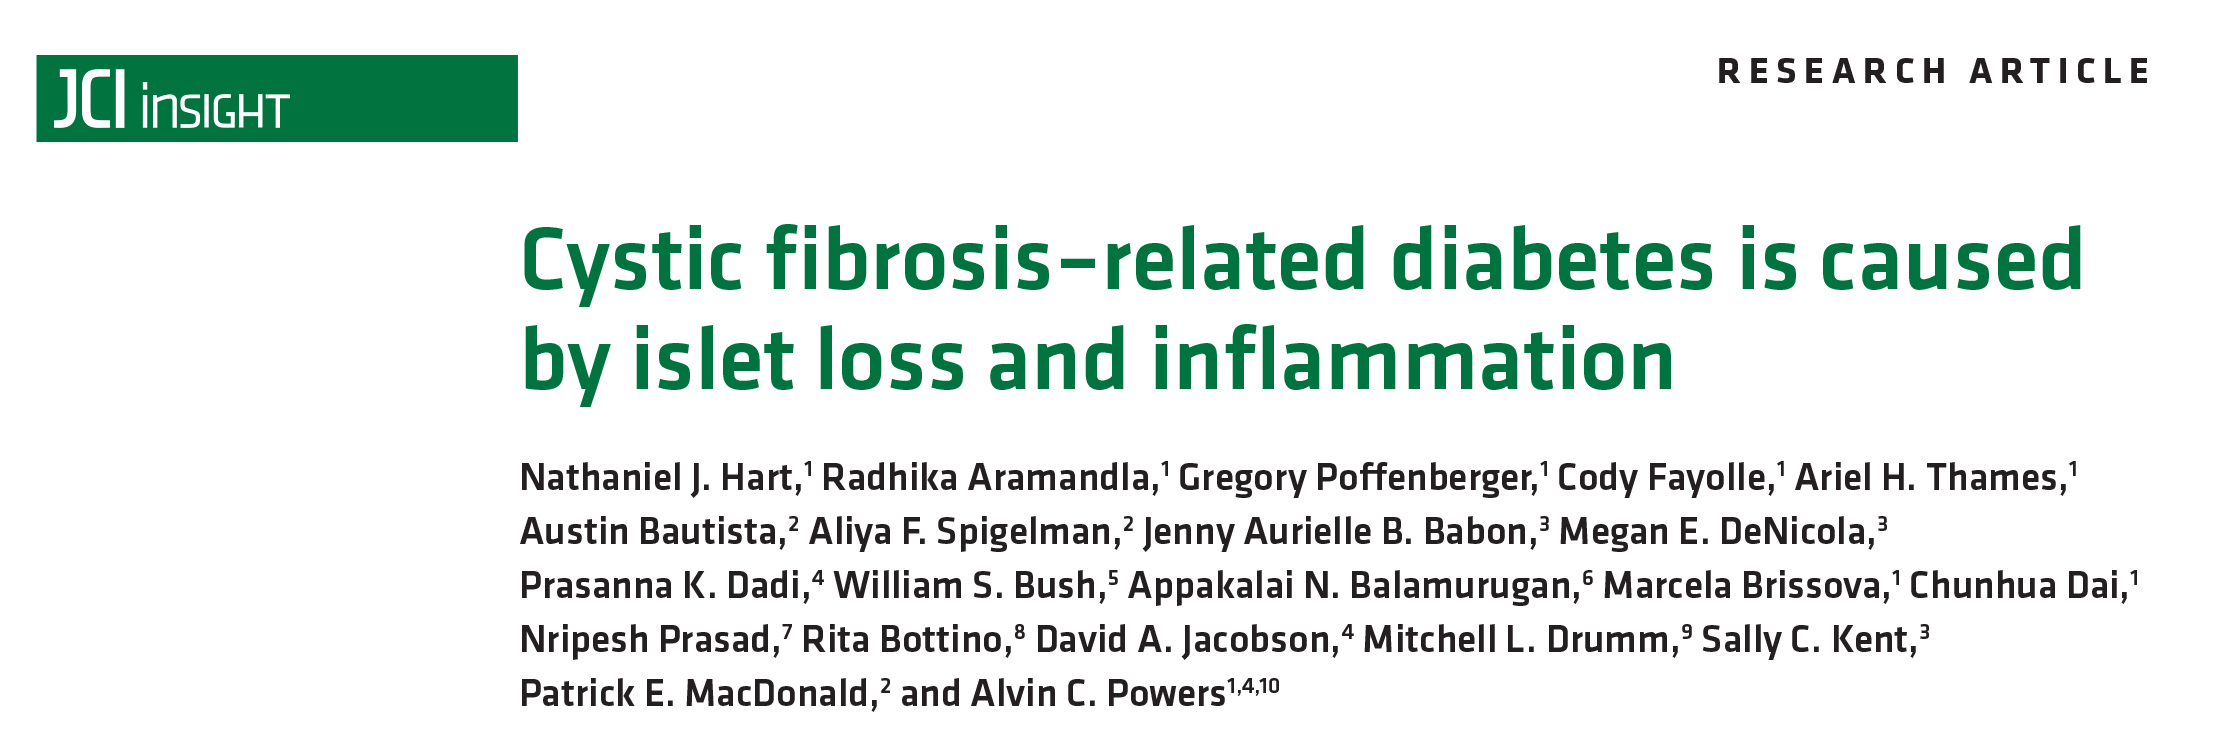 JCI insight
RESEARCH ARTICLE
Cystic fibrosis–related diabetes is caused
by islet loss and inflammation
Nathaniel J. Hart,1 Radhika Aramandla,1 Gregory Poffenberger,1 Cody Fayolle,1 Ariel H. Thames,1
Austin Bautista,2 Aliya F. Spigelman,2 Jenny Aurielle B. Babon,3 Megan E. DeNicola,3
Prasanna K. Dadi,4 William S. Bush,5 Appakalai N. Balamurugan,6 Marcela Brissova,1 Chunhua Dai,1
Nripesh Prasad,7 Rita Bottino,8 David A. Jacobson,4 Mitchell L. Drumm,9 Sally C. Kent,3
Patrick E. MacDonald,2 and Alvin C. Powers1,4,10